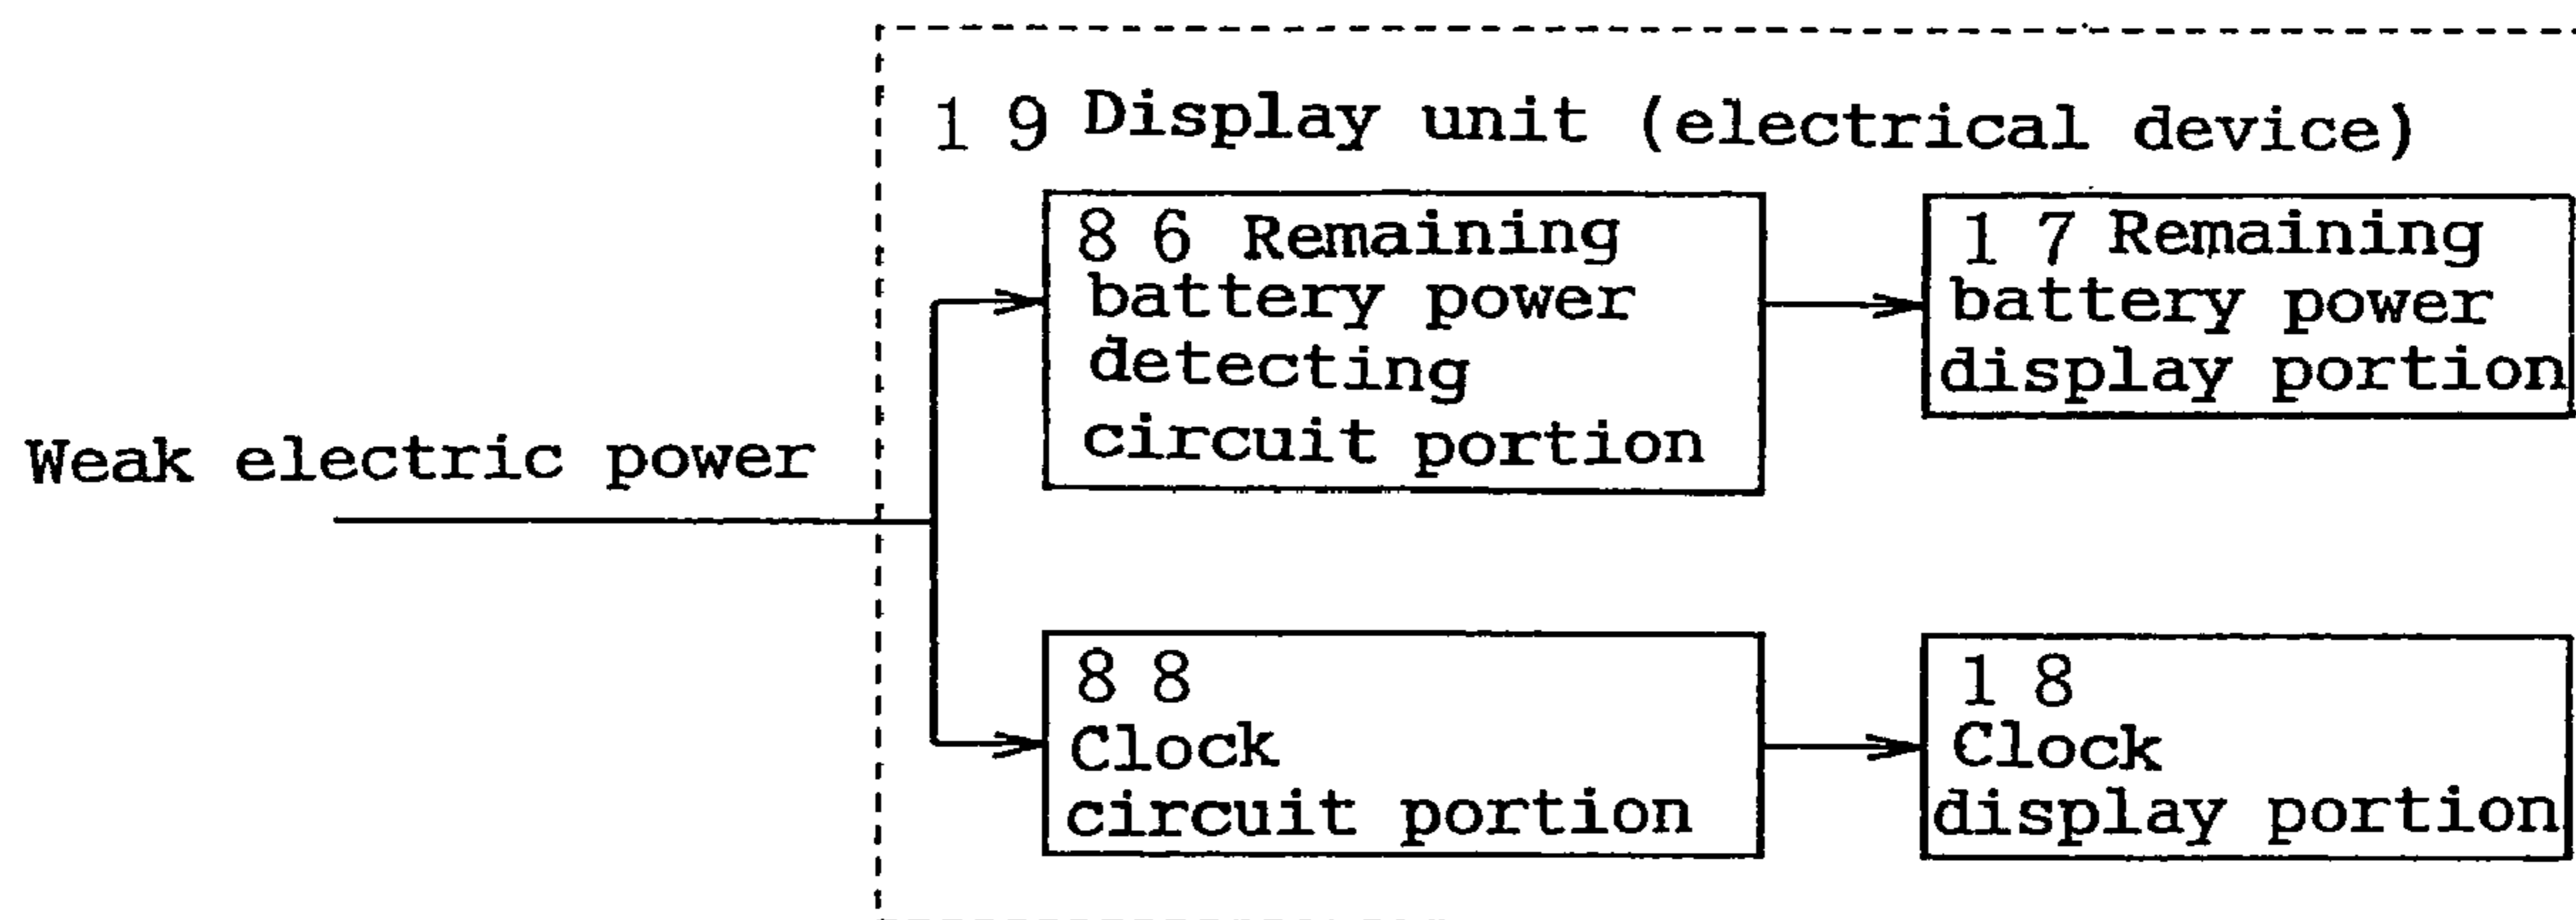 19 Display unit (electrical device)
86 Remaining
battery power
detecting
circuit portion
17 Remaining
battery power
display portion
Weak electric power
88
Clock
circuit portion
18
Clock
display portion